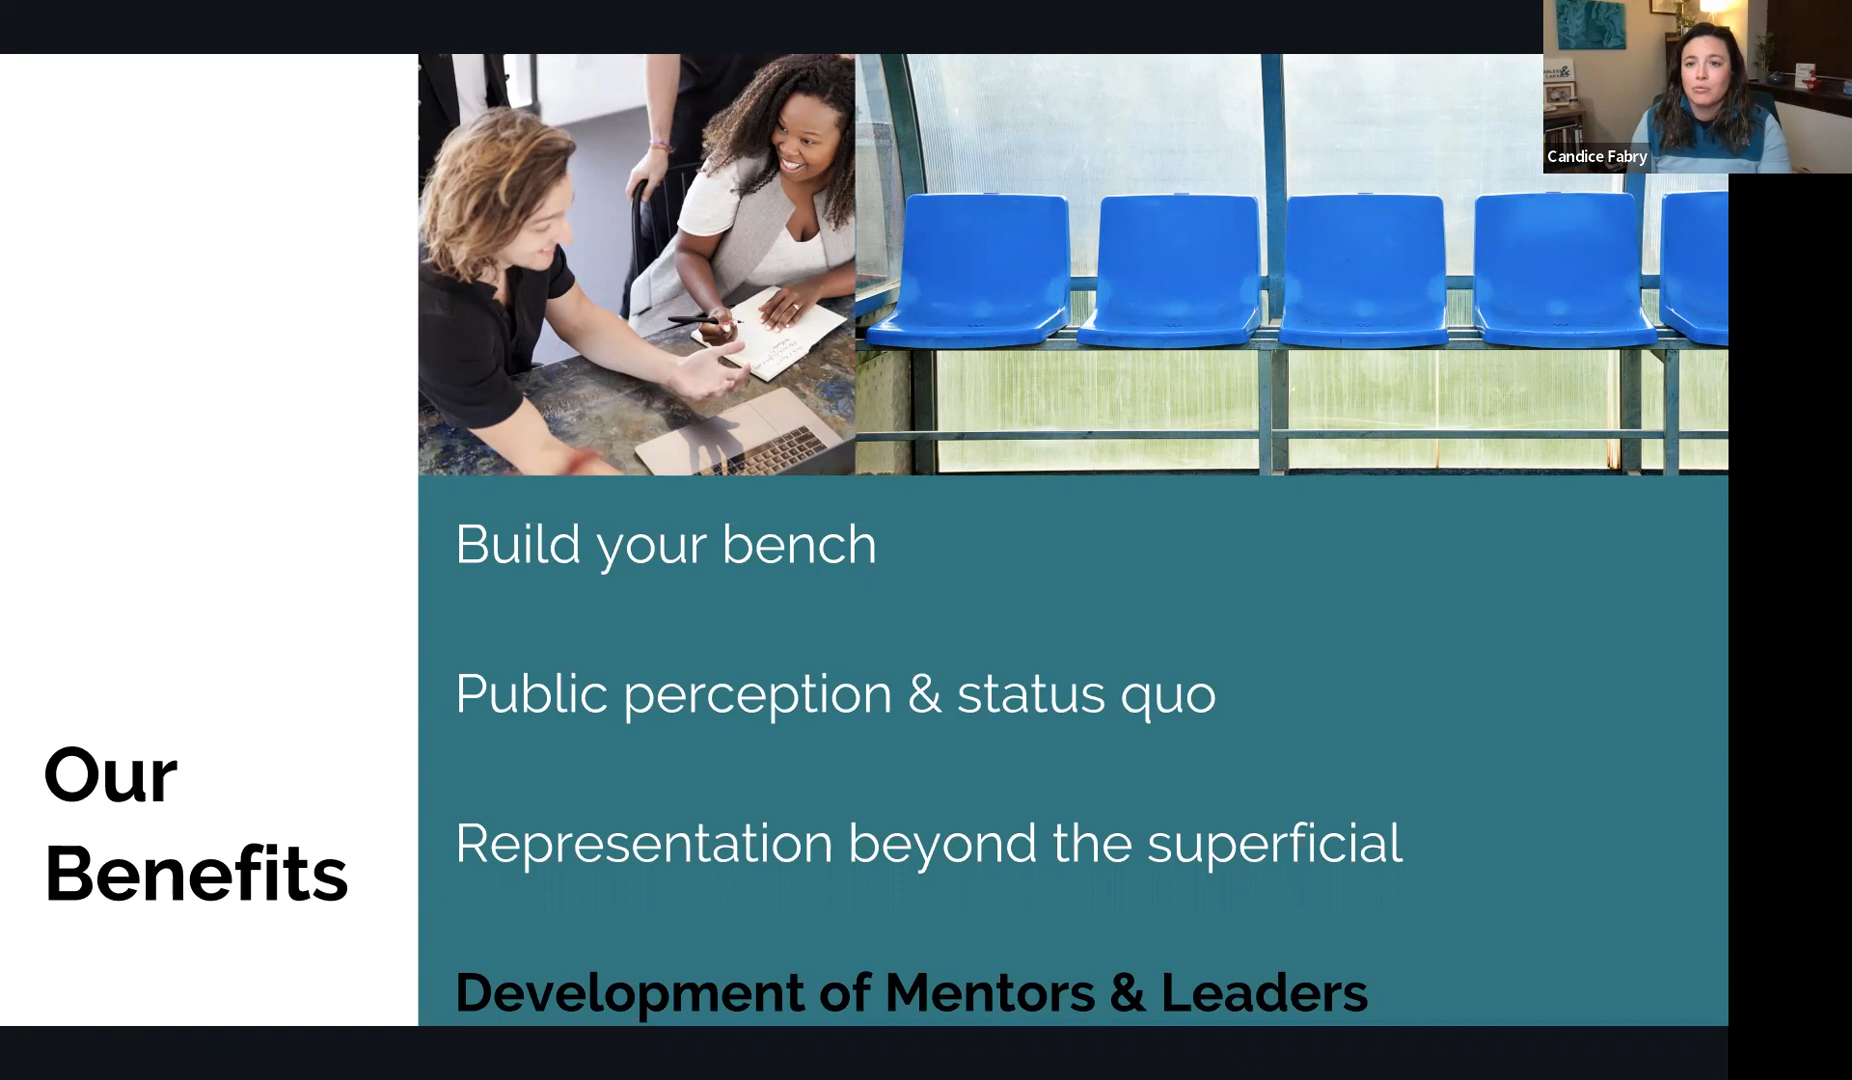 Candice Fabry
Our
Benefits
Build your bench
Public perception & status quo
Representation beyond the superficial
Development of Mentors & Leaders